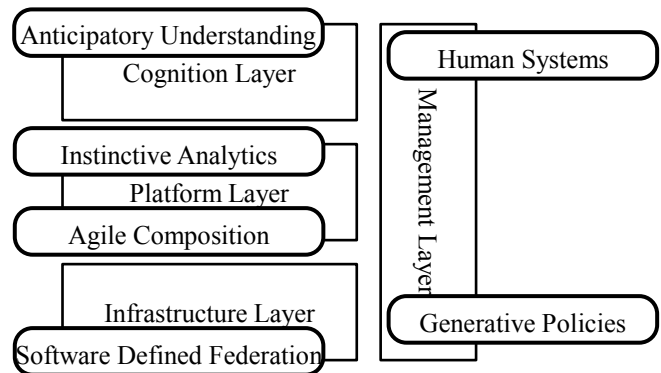 Anticipatory Understanding
Cognition Layer
Instinctive Analytics
Platform Layer
Agile Composition
Infrastructure Layer
Software Defined Federation
Human Systems
Management Layer
Generative Policies